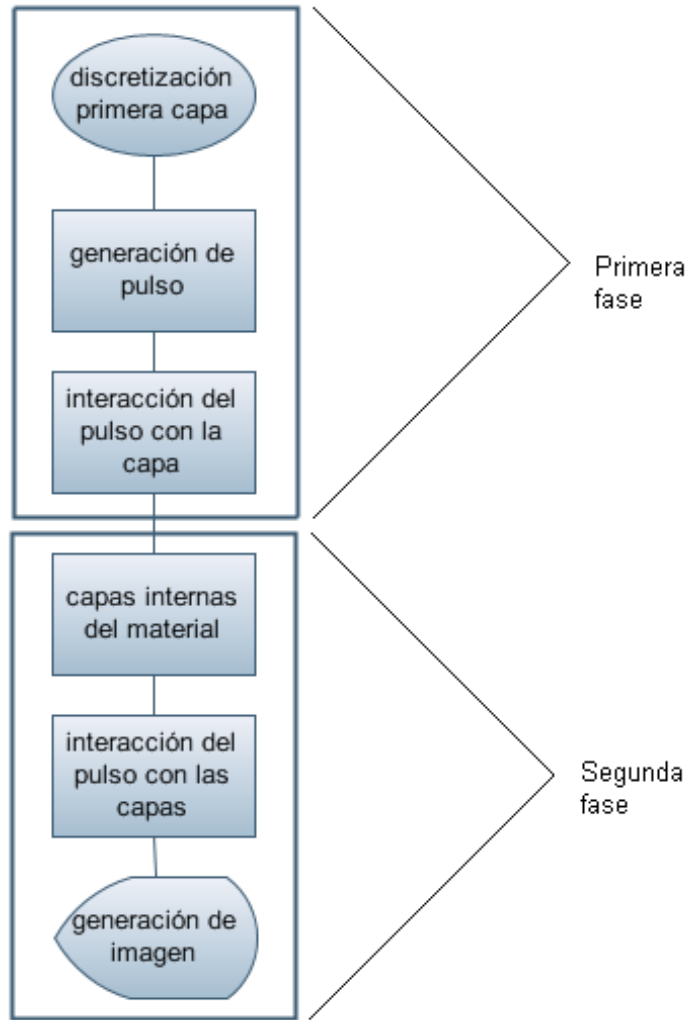 discretización
primera capa
generación de
pulso
Primera
fase
interacción del
pulso con la
capa
capas internas
del material
interacción del
pulso con las
capas
Segunda
fase
generación de
imagen